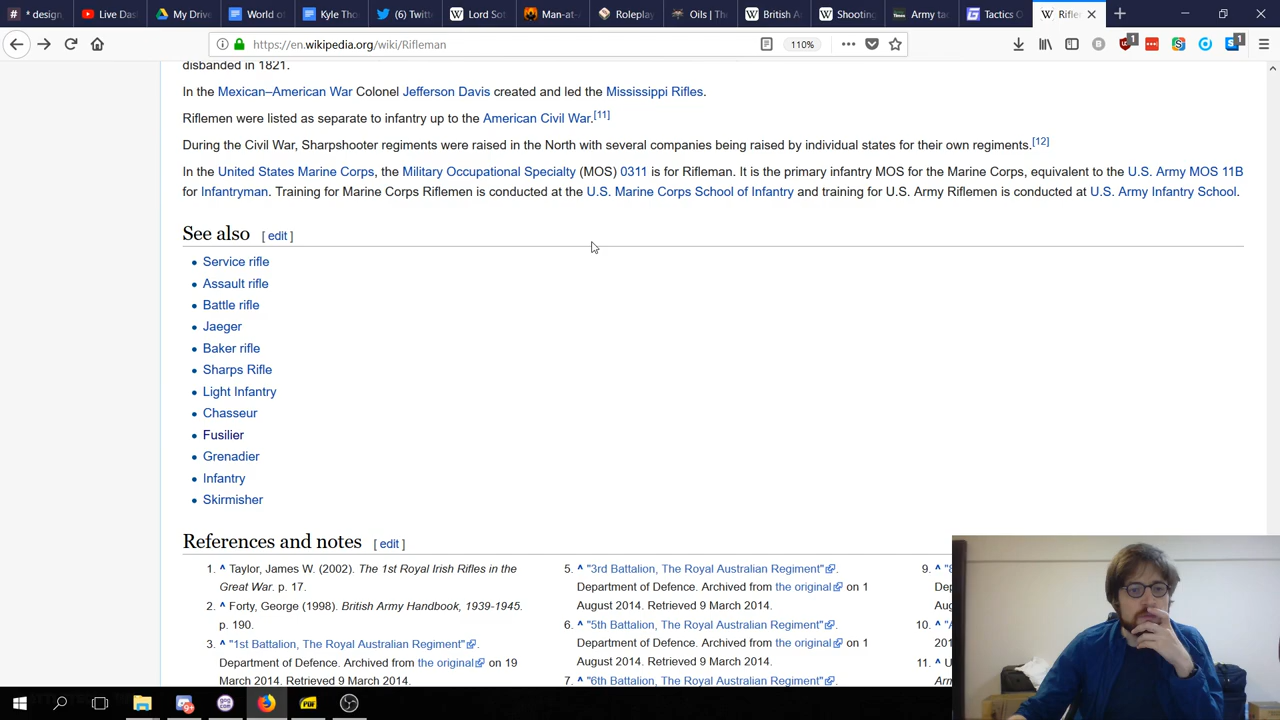 * design
Live Das
My Drive
World of
Kyle Tho
(6) Twitt
Lord Sot
Man-at-
Roleplay
Oils | Th
British A
Shooting
Army tac
Tactics O
Rifler
https://en.wikipedia.org/wiki/Rifleman
110%
1
1
disbanded in 1821.
In the Mexican–American War Colonel Jefferson Davis created and led the Mississippi Rifles.
Riflemen were listed as separate to infantry up to the American Civil War.[11]
During the Civil War, Sharpshooter regiments were raised in the North with several companies being raised by individual states for their own regiments.[12]
In the United States Marine Corps, the Military Occupational Specialty (MOS) 0311 is for Rifleman. It is the primary infantry MOS for the Marine Corps, equivalent to the U.S. Army MOS 11B
for Infantryman. Training for Marine Corps Riflemen is conducted at the U.S. Marine Corps School of Infantry and training for U.S. Army Riflemen is conducted at U.S. Army Infantry School.
See also [ edit ]
• Service rifle
• Assault rifle
• Battle rifle
• Jaeger
• Baker rifle
• Sharps Rifle
• Light Infantry
• Chasseur
• Fusilier
• Grenadier
• Infantry
• Skirmisher
References and notes [ edit ]
1. ^ Taylor, James W. (2002). The 1st Royal Irish Rifles in the
Great War. p. 17.
2. ^ Forty, George (1998). British Army Handbook, 1939-1945.
p. 190.
3. ^ "1st Battalion, The Royal Australian Regiment".
Department of Defence. Archived from the original on 19
March 2014. Retrieved 9 March 2014.
5. ^ "3rd Battalion, The Royal Australian Regiment".
Department of Defence. Archived from the original on 1
August 2014. Retrieved 9 March 2014.
6. ^ "5th Battalion, The Royal Australian Regiment".
Department of Defence. Archived from the original on 1
August 2014. Retrieved 9 March 2014.
7. ^ "6th Battalion, The Royal Australian Regiment".
9. ^ "8
Dep
Aug
10. ^ "A
201
11. ^ U
Arm